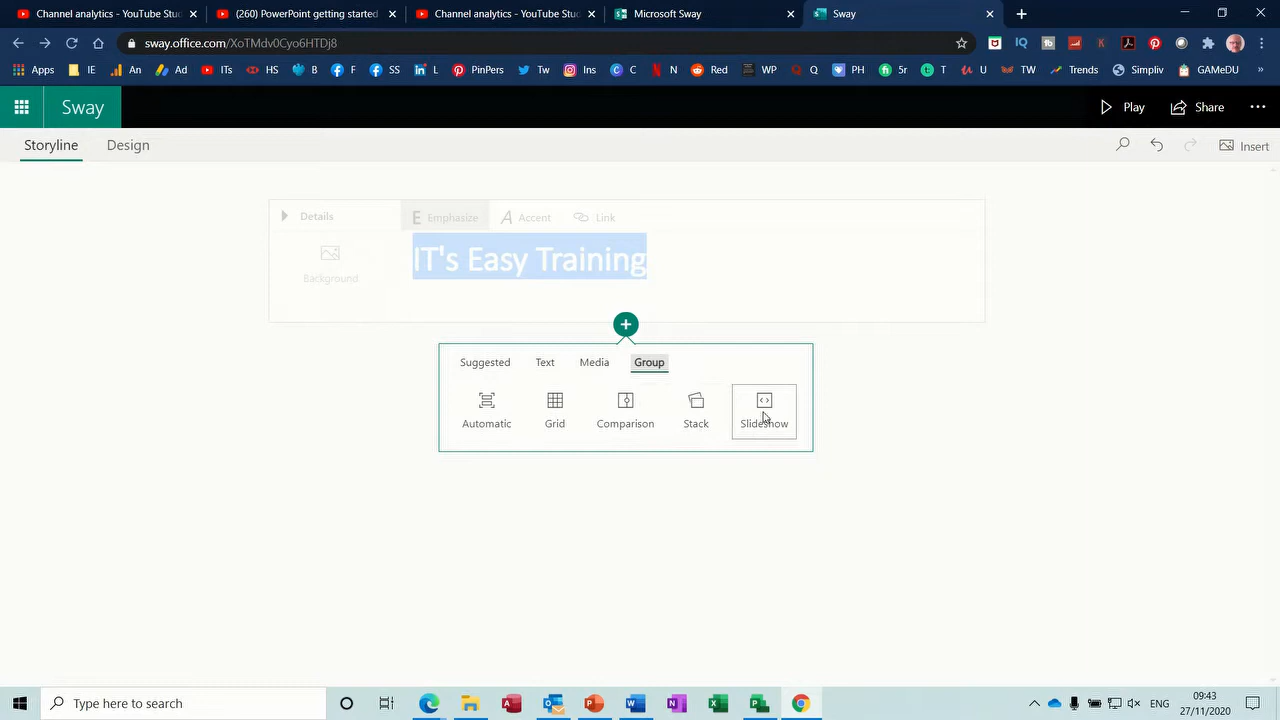 Channel analytics - YouTube Stu
(260) PowerPoint getting started
Channel analytics - YouTube Stu
Microsoft Sway
Sway
sway.office.com/XoTMdv0Cyo6HTDj8
Apps
IE
An
Ad
ITs
HS
B
F
SS
L
PinPers
Tw
Ins
C
N
Red
WP
Q
PH
5r
T
U
TW
Trends
Simpliv
GAMeDU
Sway
Play
Share
Storyline
Design
Insert
Details
E Emphasize
A Accent
Link
Background
IT's Easy Training
Suggested
Text
Media
Group
Automatic
Grid
Comparison
Stack
Slideshow
Type here to search
ENG
09:43
27/11/2020